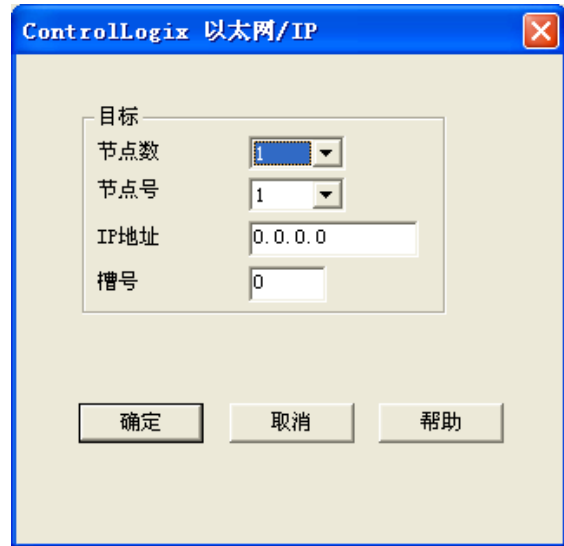 ControlLogix 以太网/IP
目标
节点数 1
节点号 1
IP地址 0.0.0.0
槽号 0
确定 取消 帮助